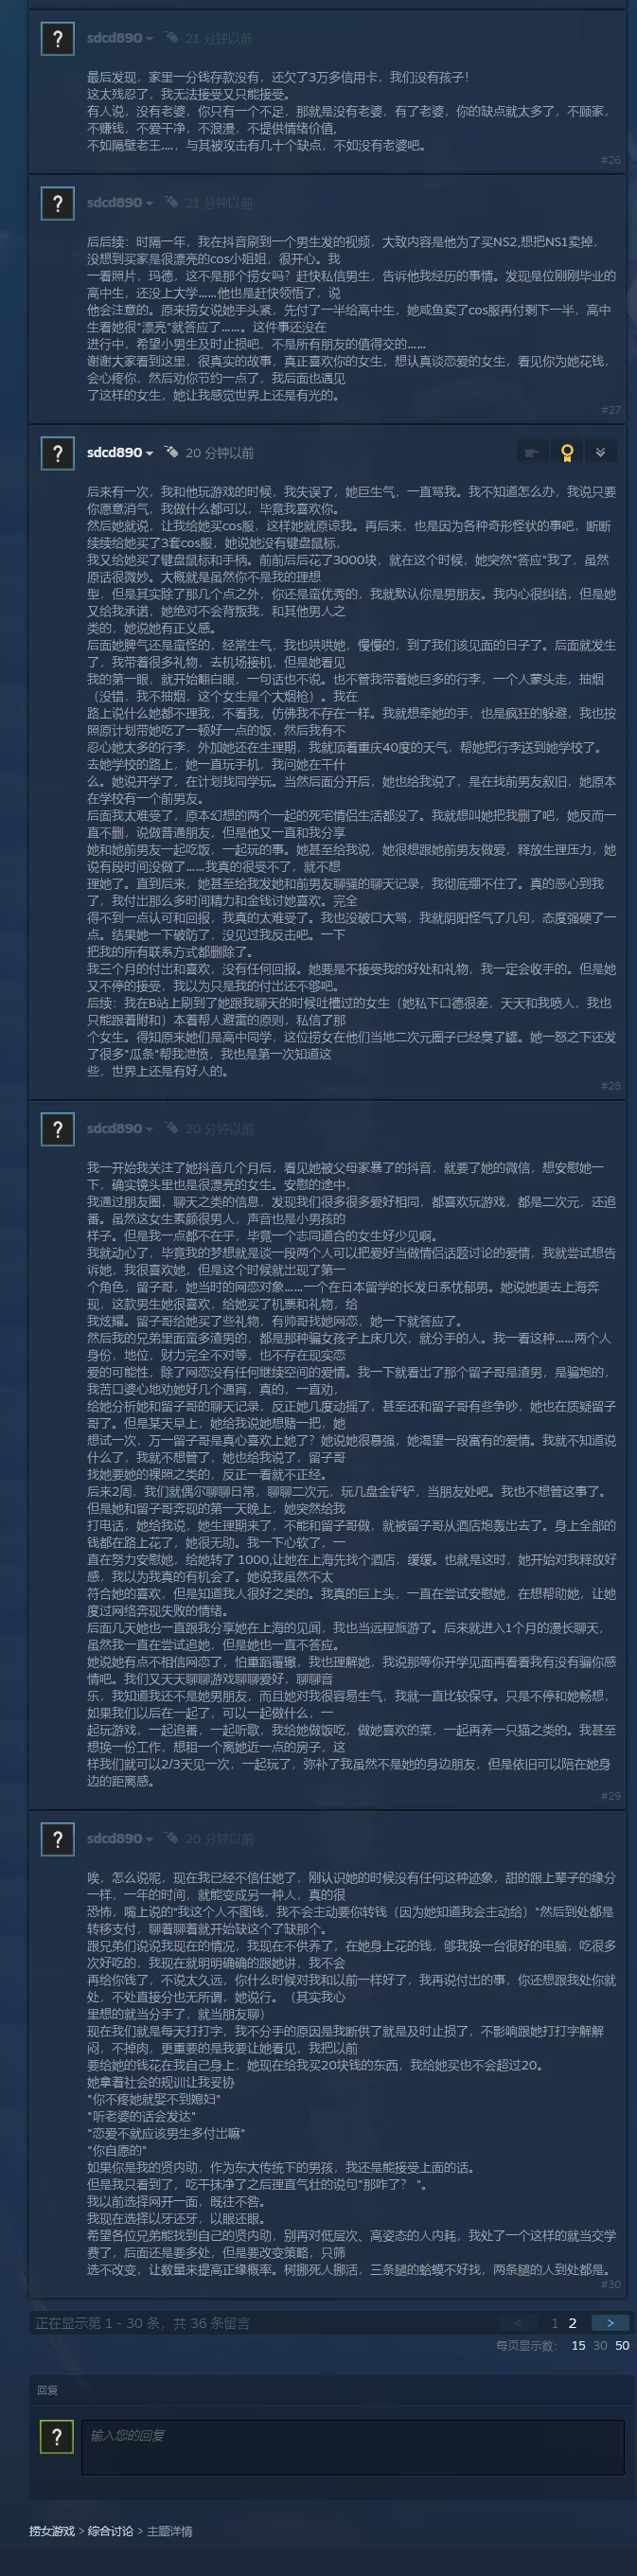 sdcd890 21 分钟以前
最后发现，家里一分钱存款没有，还欠了3万多信用卡，我们没有孩子！
这太残忍了，我无法接受又只能接受。
有人说，没有老婆，你只有一个不足，那就是没有老婆，有了老婆，你的缺点就太多了，不顾家，
不赚钱，不爱干净，不浪漫，不提供情绪价值，
不如隔壁老王....，与其被攻击有几十个缺点，不如没有老婆吧。
#26
sdcd890 21 分钟以前
后后续：时隔一年，我在抖音刷到一个男生发的视频，大致内容是他为了买NS2,想把NS1卖掉，
没想到买家是很漂亮的cos小姐姐，很开心。我
一看照片，玛德，这不是那个捞女吗？赶快私信男生，告诉他我经历的事情。发现是位刚刚毕业的
高中生，还没上大学......他也是赶快领悟了，说
他会注意的。原来捞女说她手头紧，先付了一半给高中生，她咸鱼卖了cos服再付剩下一半，高中
生看她很"漂亮"就答应了......。这件事还没在
进行中，希望小男生及时止损吧，不是所有朋友的值得交的......
谢谢大家看到这里，很真实的故事，真正喜欢你的女生，想认真谈恋爱的女生，看见你为她花钱，
会心疼你，然后劝你节约一点了，我后面也遇见
了这样的女生，她让我感觉世界上还是有光的。
#27
sdcd890 20 分钟以前
后来有一次，我和他玩游戏的时候，我失误了，她巨生气，一直骂我。我不知道怎么办，我说只要
你愿意消气，我做什么都可以，毕竟我喜欢你。
然后她就说，让我给她买cos服，这样她就原谅我。再后来，也是因为各种奇形怪状的事吧，断断
续续给她买了3套cos服，她说她没有键盘鼠标，
我又给她买了键盘鼠标和手柄。前前后后花了3000块，就在这个时候，她突然"答应"我了，虽然
原话很微妙。大概就是虽然你不是我的理想
型，但是其实除了那几个点之外，你还是蛮优秀的，我就默认你是男朋友。我内心很纠结，但是她
又给我承诺，她绝对不会背叛我，和其他男人之
类的，她说她有正义感。
后面她脾气还是蛮怪的，经常生气，我也哄哄她，慢慢的，到了我们该见面的日子了。后面就发生
了，我带着很多礼物，去机场接机，但是她看见
我的第一眼，就开始翻白眼，一句话也不说。也不管我带着她巨多的行李，一个人蒙头走，抽烟
（没错，我不抽烟，这个女生是个大烟枪）。我在
路上说什么她都不理我，不看我，仿佛我不存在一样。我就想牵她的手，也是疯狂的躲避，我也按
照原计划带她吃了一顿好一点的饭，然后我有不
忍心她太多的行李，外加她还在生理期，我就顶着重庆40度的天气，帮她把行李送到她学校了。
去她学校的路上，她一直玩手机，我问她在干什
么。她说开学了，在计划找同学玩。当然后面分开后，她也给我说了，是在找前男友叙旧，她原本
在学校有一个前男友。
后面我太难受了，原本幻想的两个一起的死宅情侣生活都没了。我就想叫她把我删了吧，她反而一
直不删，说做普通朋友，但是他又一直和我分享
她和她前男友一起吃饭，一起玩的事。她甚至给我说，她很想跟她前男友做爱，释放生理压力，她
说有段时间没做了......我真的很受不了，就不想
理她了。直到后来，她甚至给我发她和前男友聊骚的聊天记录，我彻底绷不住了。真的恶心到我
了，我付出那么多时间精力和金钱讨她喜欢。完全
得不到一点认可和回报，我真的太难受了。我也没破口大骂，我就阴阳怪气了几句，态度强硬了一
点。结果她一下破防了，没见过我反击吧。一下
把我的所有联系方式都删除了。
我三个月的付出和喜欢，没有任何回报。她要是不接受我的好处和礼物，我一定会收手的。但是她
又不停的接受，我以为只是我的付出还不够吧。
后续：我在B站上刷到了她跟我聊天的时候吐槽过的女生（她私下口德很差，天天和我喷人，我也
只能跟着附和）本着帮人避雷的原则，私信了那
个女生。得知原来她们是高中同学，这位捞女在他们当地二次元圈子已经臭了罐。她一怒之下还发
了很多"瓜条"帮我泄愤，我也是第一次知道这
些，世界上还是有好人的。
#28
sdcd890 20 分钟以前
我一开始我关注了她抖音几个月后，看见她被父母家暴了的抖音，就要了她的微信，想安慰她一
下，确实镜头里也是很漂亮的女生。安慰的途中，
我通过朋友圈，聊天之类的信息，发现我们很多很多爱好相同，都喜欢玩游戏，都是二次元，还追
番。虽然这女生素颜很男人，声音也是小男孩的
样子。但是我一点都不在乎，毕竟一个志同道合的女生好少见啊。
我就动心了，毕竟我的梦想就是谈一段两个人可以把爱好当做情侣话题讨论的爱情，我就尝试想告
诉她，我很喜欢她，但是这个时候就出现了第一
个角色，留子哥，她当时的网恋对象......一个在日本留学的长发日系忧郁男。她说她要去上海奔
现，这款男生她很喜欢，给她买了机票和礼物，给
我炫耀。留子哥给她买了些礼物，有帅哥找她网恋，她一下就答应了。
然后我的兄弟里面蛮多渣男的，都是那种骗女孩子上床几次，就分手的人。我一看这种......两个人
身份，地位，财力完全不对等，也不存在现实恋
爱的可能性，除了网恋没有任何继续空间的爱情。我一下就看出了那个留子哥是渣男，是骗炮的，
我苦口婆心地劝她好几个通宵，真的，一直劝，
给她分析她和留子哥的聊天记录，反正她几度动摇了，甚至还和留子哥有些争吵，她也在质疑留子
哥了。但是某天早上，她给我说她想赌一把，她
想试一次，万一留子哥是真心喜欢上她了？她说她很慕强，她渴望一段富有的爱情。我就不知道说
什么了，我就不想管了，她也给我说了，留子哥
找她要她的裸照之类的，反正一看就不正经。
后来2周，我们就偶尔聊聊日常，聊聊二次元，玩几盘金铲铲，当朋友处吧。我也不想管这事了。
但是她和留子哥奔现的第一天晚上，她突然给我
打电话，她给我说，她生理期来了，不能和留子哥做，就被留子哥从酒店炮轰出去了。身上全部的
钱都在路上花了，她很无助。我一下心软了，一
直在努力安慰她，给她转了 1000,让她在上海先找个酒店，缓缓。也就是这时，她开始对我释放好
感，我以为我真的有机会了。她说我虽然不太
符合她的喜欢，但是知道我人很好之类的。我真的巨上头，一直在尝试安慰她，在想帮助她，让她
度过网络奔现失败的情绪。
后面几天她也一直跟我分享她在上海的见闻，我也当远程旅游了。后来就进入1个月的漫长聊天，
虽然我一直在尝试追她，但是她也一直不答应。
她说她有点不相信网恋了，怕重蹈覆辙，我也理解她，我说那等你开学见面再看看我有没有骗你感
情吧。我们又天天聊聊游戏聊聊爱好，聊聊音
乐，我知道我还不是她男朋友，而且她对我很容易生气，我就一直比较保守。只是不停和她畅想，
如果我们以后在一起了，可以一起做什么，一
起玩游戏，一起追番，一起听歌，我给她做饭吃，做她喜欢的菜，一起再养一只猫之类的。我甚至
想换一份工作，想租一个离她近一点的房子，这
样我们就可以2/3天见一次，一起玩了，弥补了我虽然不是她的身边朋友，但是依旧可以陪在她身
边的距离感。
#29
sdcd890 20 分钟以前
唉，怎么说呢，现在我已经不信任她了，刚认识她的时候没有任何这种迹象，甜的跟上辈子的缘分
一样，一年的时间，就能变成另一种人，真的很
恐怖，嘴上说的"我这个人不图钱，我不会主动要你转钱（因为她知道我会主动给）"然后到处都是
转移支付，聊着聊着就开始缺这个了缺那个。
跟兄弟们说说我现在的情况，我现在不供养了，在她身上花的钱，够我换一台很好的电脑，吃很多
次好吃的，我现在就明明确确的跟她讲，我不会
再给你钱了，不说太久远，你什么时候对我和以前一样好了，我再说付出的事，你还想跟我处你就
处，不处直接分也无所谓，她说行。（其实我心
里想的就当分手了，就当朋友聊）
现在我们就是每天打打字，我不分手的原因是我断供了就是及时止损了，不影响跟她打打字解解
闷，不掉肉，更重要的是我要让她看见，我把以前
要给她的钱花在我自己身上，她现在给我买20块钱的东西，我给她买也不会超过20。
她拿著社会的规训让我妥协
"你不疼她就娶不到媳妇"
"听老婆的话会发达"
"恋爱不就应该男生多付出嘛"
"你自愿的"
如果你是我的贤内助，作为东大传统下的男孩，我还是能接受上面的话。
但是我只看到了，吃干抹净了之后理直气壮的说句"那咋了？ "。
我以前选择网开一面，既往不咎。
我现在选择以牙还牙，以眼还眼。
希望各位兄弟能找到自己的贤内助，别再对低层次、高姿态的人内耗，我处了一个这样的就当交学
费了，后面还是要多处，但是要改变策略，只筛
选不改变，让数量来提高正缘概率。树挪死人挪活，三条腿的蛤蟆不好找，两条腿的人到处都是。
#30
正在显示第 1 - 30 条，共 36 条留言 < 1 2 >
每页显示数： 15 30 50
回复
输入您的回复
捞女游戏 > 综合讨论 > 主题详情